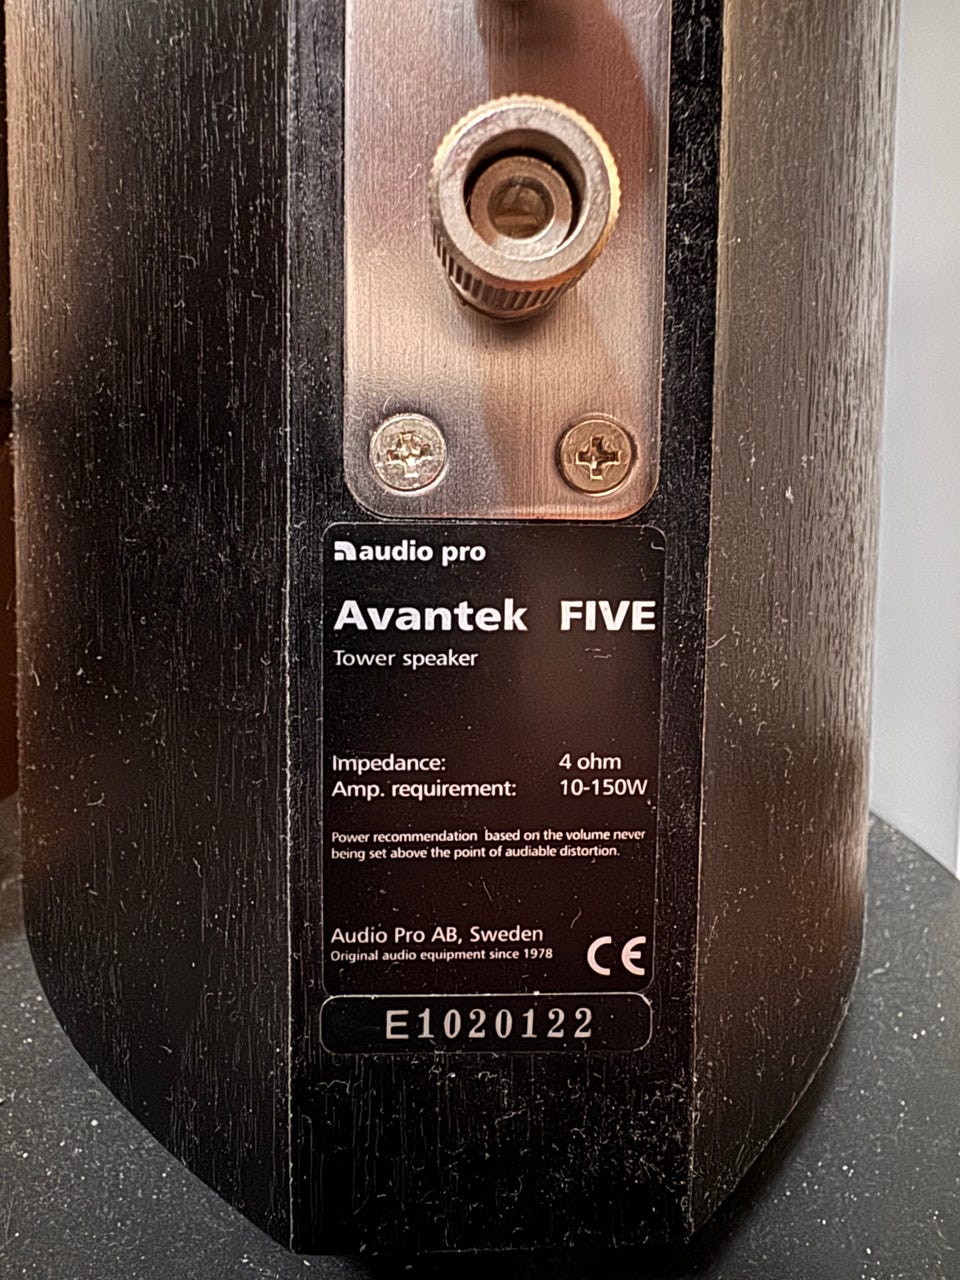 audio pro
Avantek FIVE
Tower speaker
Impedance: 4 ohm
Amp. requirement: 10-150W
Power recommendation based on the volume never
being set above the point of audiable distortion.
Audio Pro AB, Sweden
Original audio equipment since 1978
CE
E1020122